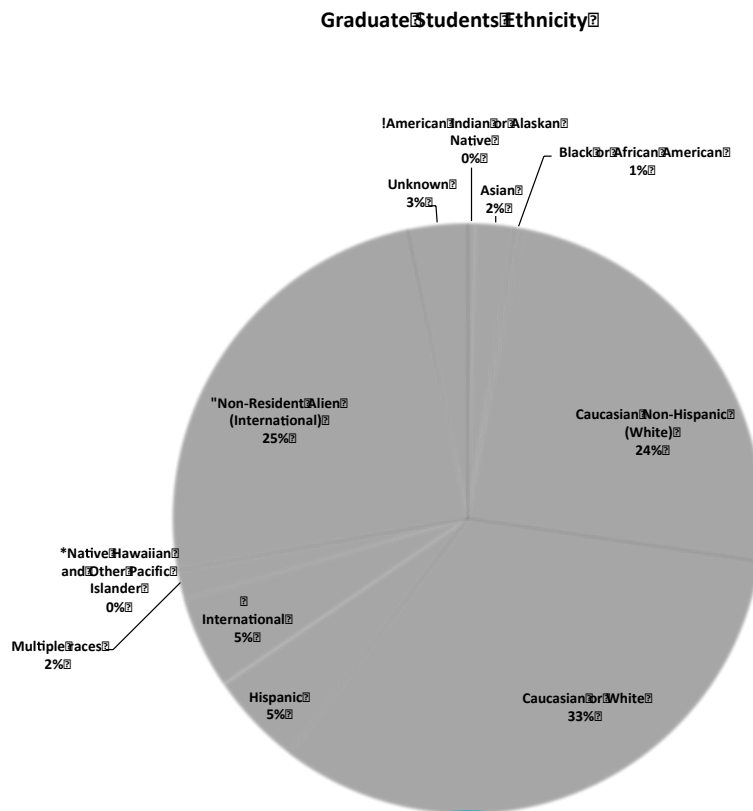 Graduate Students Ethnicity
!American Indian or Alaskan
Native
0%
Black or African American
1%
Unknown
3%
Asian
2%
"Non-Resident Alien
(International)
25%
Caucasian Non-Hispanic
(White)
24%
*Native Hawaiian
and Other Pacific
Islander
0%
International
5%
Multiple races
2%
Hispanic
5%
Caucasian or White
33%